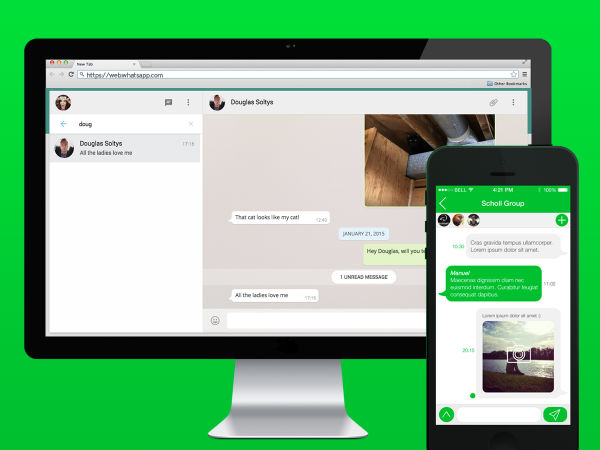 New Tab
https://webwhatsapp.com
Other Bookmarks
doug
Douglas Soltys
17:16
All the ladies love me
Douglas Soltys
That cat looks like my cat!
12:40
JANUARY 21, 2015
Hey Douglas, will you
1 UNREAD MESSAGE
All the ladies love me
17:16
BELL
4:21 PM
100%
Scholl Group
10:30
Cras gravida tempus ullamcorper.
Lorem ipsum dolor sit amet.
Manuel
Maecenas dignissim diam nec
euismod interdum. Curabitur feugiat
consequat dapibus.
11:00
Lorem ipsum dolor sit amet :)
20:15